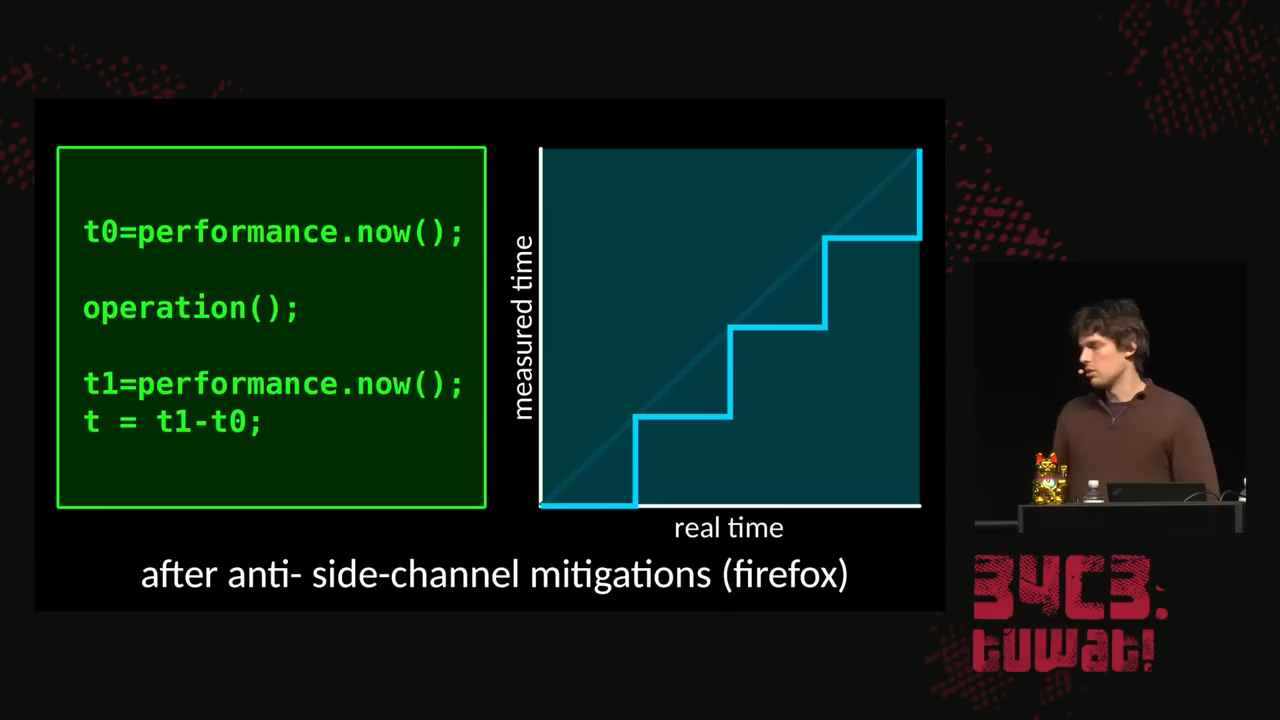 t0=performance.now();
operation();
t1=performance.now();
t = t1-t0;
measured time
real time
after anti- side-channel mitigations (firefox)
34C3.
tuwat!